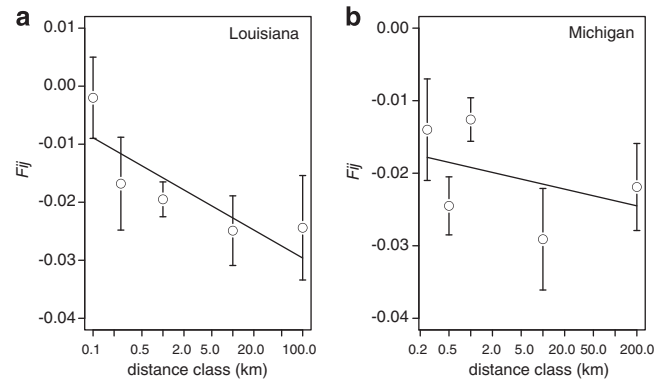 a
Louisiana
0.01
0.00
-0.01
-0.02
-0.03
-0.04
Fij
0.1 0.5 2.0 5.0 20.0 100.0
distance class (km)
b
Michigan
0.00
-0.01
-0.02
-0.03
-0.04
Fij
0.2 0.5 2.0 5.0 20.0 50.0 200.0
distance class (km)